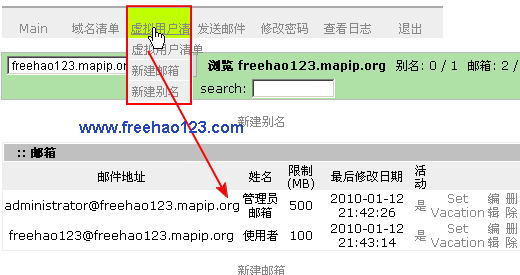 Main 域名清单 虚拟用户清 发送邮件 修改密码 查看日志 退出
虚拟用户清单
新建邮箱
新建别名
freehao123.mapip.or
浏览 freehao123.mapip.org 别名: 0 / 1 邮箱: 2 /
search:
www.freehao123.com
新建别名
:: 邮箱
邮件地址 姓名 限制 (MB) 最后修改日期 活动
administrator@freehao123.mapip.org 管理员邮箱 500 2010-01-12 21:42:26 是 Set Vacation 编辑 删除
freehao123@freehao123.mapip.org 使用者 100 2010-01-12 21:43:14 是 Set Vacation 编辑 删除
新建邮箱